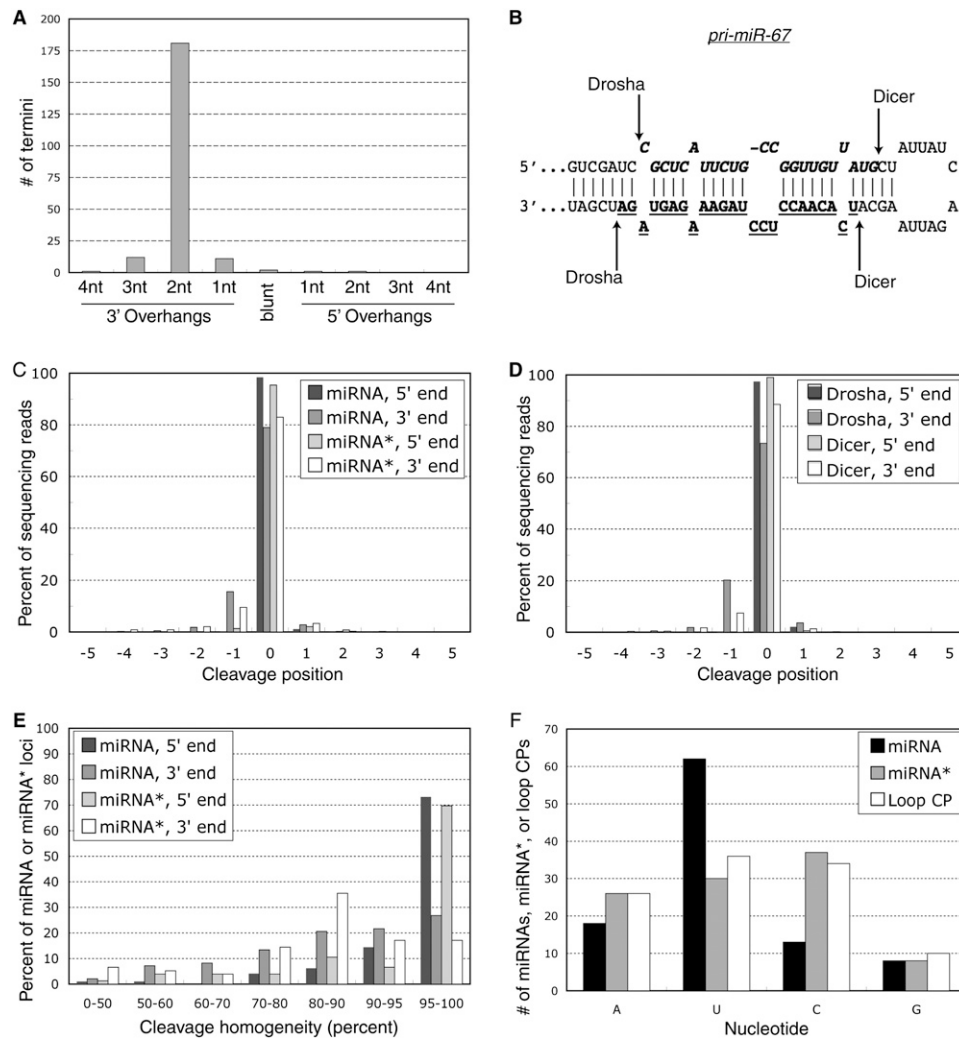 A
# of termini
200
175
150
125
100
75
50
25
0
4nt 3nt 2nt 1nt blunt 1nt 2nt 3nt 4nt
3' Overhangs 5' Overhangs
B
pri-miR-67
Drosha
Dicer
C A –CC U AUUAU
5’ ...GUCGAUC GCUC UUCUG GGUUGU AUGCU C
3’ ...UAGCUAG UGAG AAGAU CCAACA UACGA A
A A CCU C AUUAG
Drosha
Dicer
C
Percent of sequencing reads
100
80
60
40
20
0
miRNA, 5' end
miRNA, 3' end
miRNA*, 5' end
miRNA*, 3' end
-5 -4 -3 -2 -1 0 1 2 3 4 5
Cleavage position
D
Percent of sequencing reads
100
80
60
40
20
0
Drosha, 5' end
Drosha, 3' end
Dicer, 5' end
Dicer, 3' end
-5 -4 -3 -2 -1 0 1 2 3 4 5
Cleavage position
E
Percent of miRNA or miRNA* loci
100
90
80
70
60
50
40
30
20
10
0
miRNA, 5' end
miRNA, 3' end
miRNA*, 5' end
miRNA*, 3' end
0-50 50-60 60-70 70-80 80-90 90-95 95-100
Cleavage homogeneity (percent)
F
# of miRNAs, miRNA*, or loop CPs
70
60
50
40
30
20
10
0
miRNA
miRNA*
Loop CP
A U C G
Nucleotide